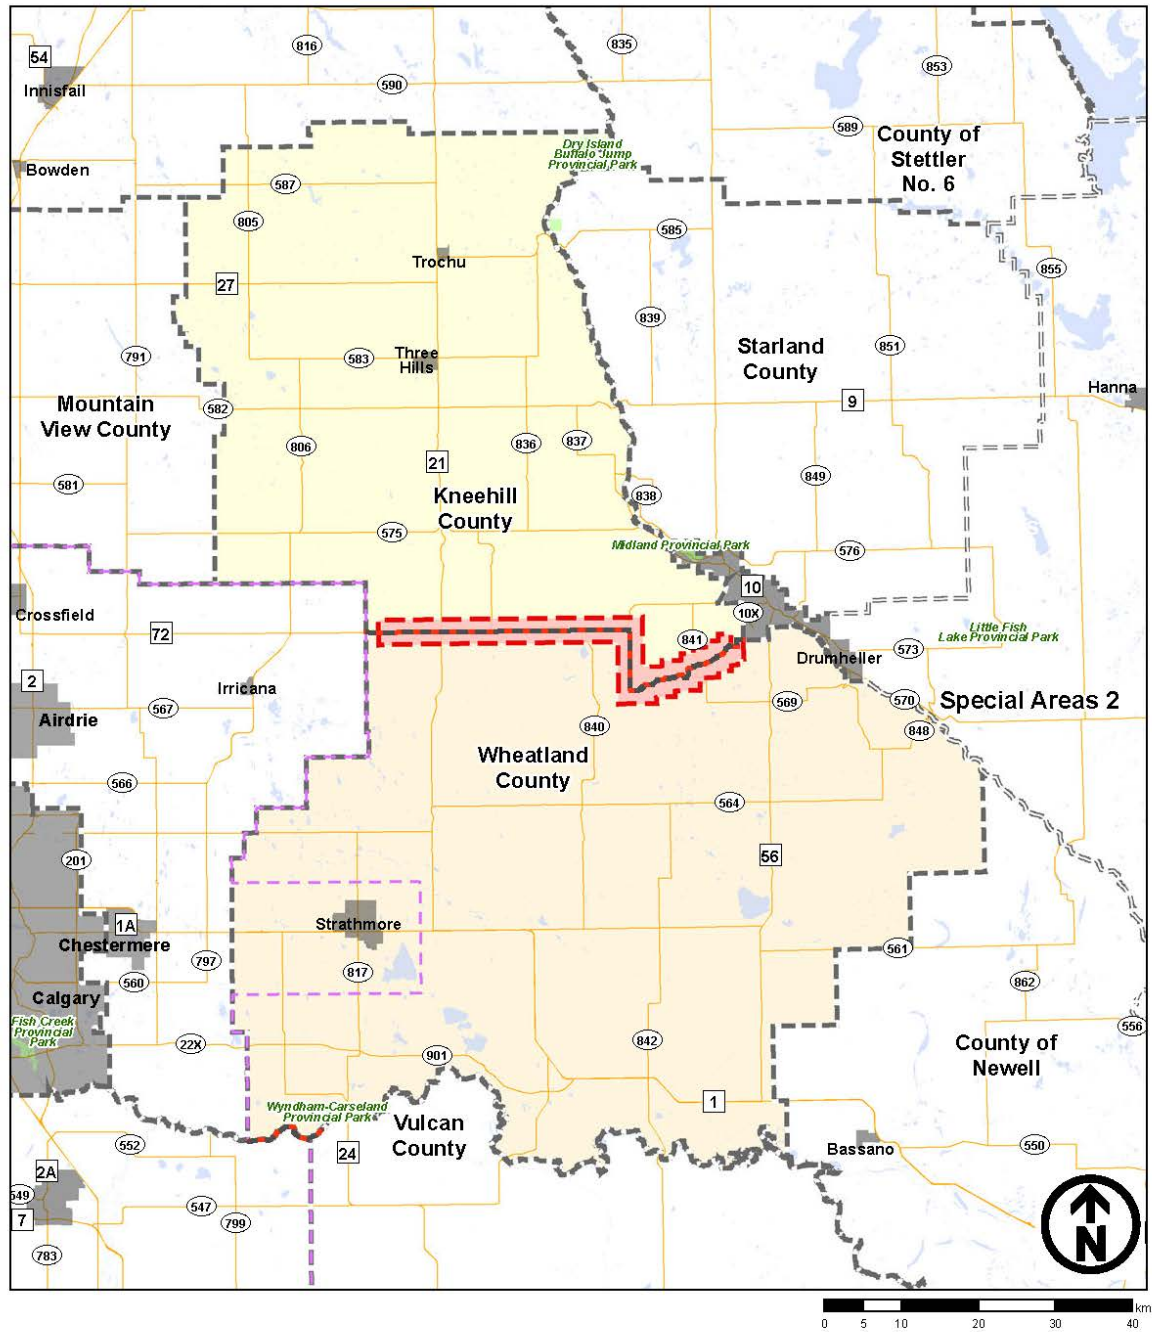 816
835
54
853
Innisfail
590
589
County of
Stettler
No. 6
Dry Island
Buffalo Jump
Provincial Park
Bowden
587
805
585
Trochu
855
27
839
Starland
County
851
791
583
Three
Hills
Hanna
9
Mountain
View County
582
806
836
837
21
849
581
Kneehill
County
838
575
Midland Provincial Park
576
10
10X
Crossfield
72
841
Little Fish
Lake Provincial Park
573
Drumheller
2
Irricana
570
Special Areas 2
569
567
Airdrie
840
848
Wheatland
County
566
564
56
201
1A
Strathmore
Chestermere
561
797
817
560
862
Calgary
Fish Creek
Provincial
Park
556
22X
842
County of
Newell
901
1
Wyndham-Carseland
Provincial Park
Vulcan
County
552
24
Bassano
550
2A
549
547
7
799
783
N
km
0 5 10 20 30 40